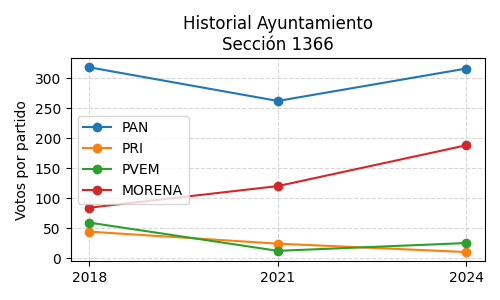 Historial Ayuntamiento
Sección 1366
Votos por partido
300
250
200
150
100
50
0
PAN
PRI
PVEM
MORENA
2018
2021
2024